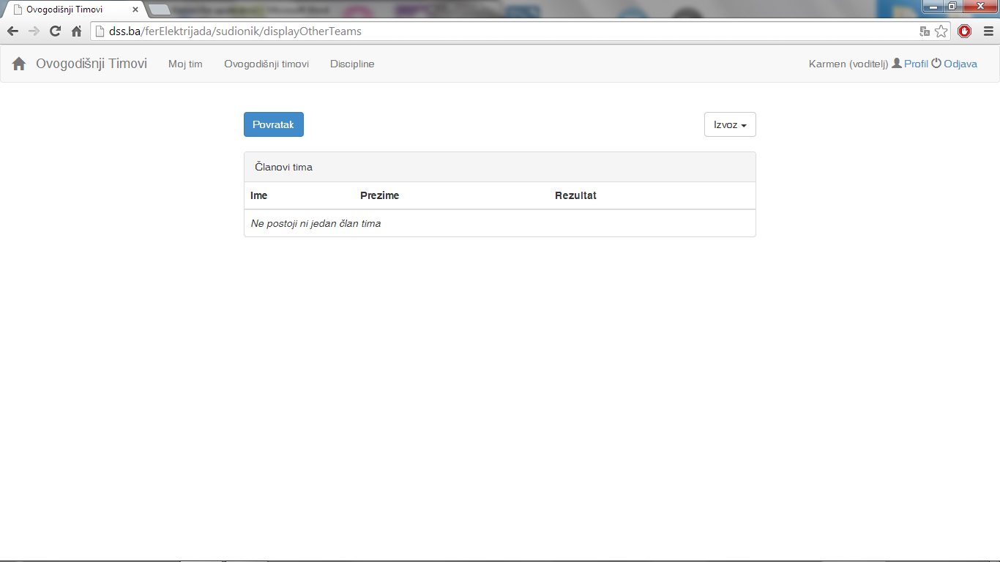 Ovogodišnji Timovi
dss.ba/ferElektrijada/sudionik/displayOtherTeams
Ovogodišnji Timovi Moj tim Ovogodišnji timovi Discipline Karmen (voditelj) Profil Odjava
Povratak Izvoz
Članovi tima
Ime Prezime Rezultat
Ne postoji ni jedan član tima